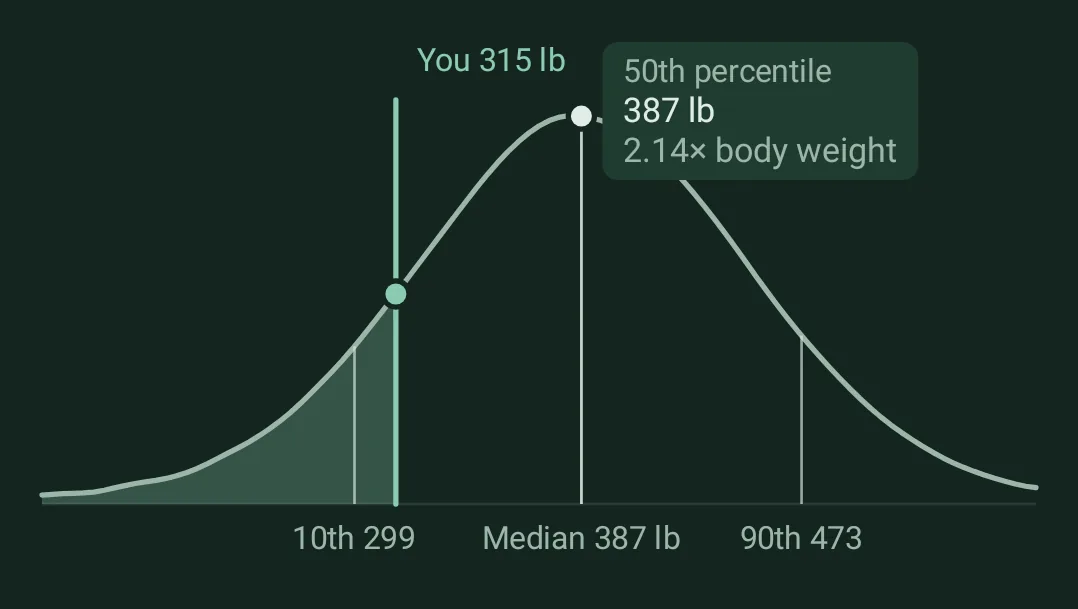 You 315 lb
50th percentile
387 lb
2.14× body weight
10th 299
Median 387 lb
90th 473